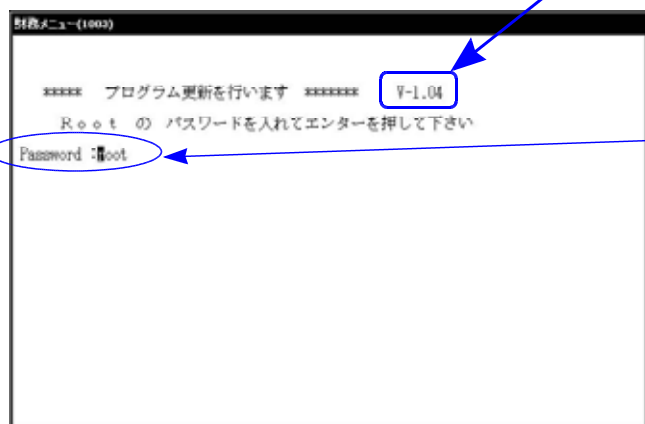 財務メニュー(1003)
***** プログラム更新を行います ******* V-1.04
Root の パスワードを入れてエンターを押して下さい
Password :Root